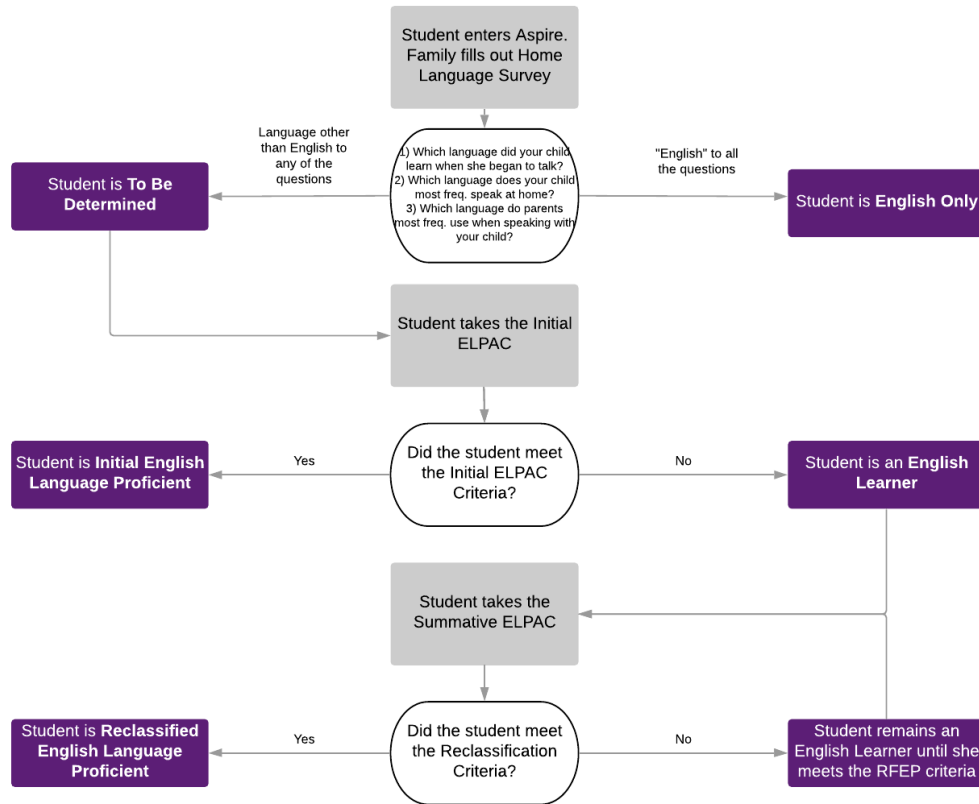 Student enters Aspire.
Family fills out Home
Language Survey
Language other
than English to
any of the
questions
1) Which language did your child
learn when she began to talk?
2) Which language does your child
most freq. speak at home?
3) Which language do parents
most freq. use when speaking with
your child?
"English" to all
the questions
Student is To Be
Determined
Student is English Only
Student takes the Initial
ELPAC
Student is Initial English
Language Proficient
Yes
Did the student meet
the Initial ELPAC
Criteria?
No
Student is an English
Learner
Student takes the
Summative ELPAC
Student is Reclassified
English Language
Proficient
Yes
Did the student meet
the Reclassification
Criteria?
No
Student remains an
English Learner until she
meets the RFEP criteria